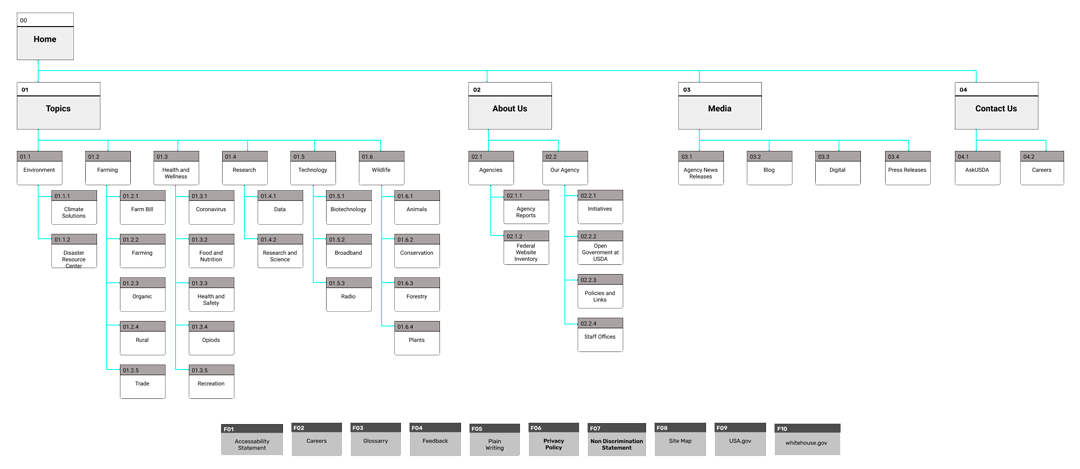 00
Home
01
Topics
02
About Us
03
Media
04
Contact Us
01.1
Environment
01.2
Farming
01.3
Health and
Wellness
01.4
Research
01.5
Technology
01.6
Wildlife
02.1
Agencies
02.2
Our Agency
03.1
Agency News
Releases
03.2
Blog
03.3
Digital
03.4
Press Releases
04.1
AskUSDA
04.2
Careers
01.1.1
Climate
Solutions
01.2.1
Farm Bill
01.3.1
Coronavirus
01.4.1
Data
01.5.1
Biotechnology
01.6.1
Animals
02.1.1
Agency
Reports
02.2.1
Initiatives
01.1.2
Disaster
Resource
Center
01.2.2
Farming
01.3.2
Food and
Nutrition
01.4.2
Research and
Science
01.5.2
Broadband
01.6.2
Conservation
02.1.2
Federal
Website
Inventory
02.2.2
Open
Government at
USDA
01.2.3
Organic
01.3.3
Health and
Safety
01.5.3
Radio
01.6.3
Forestry
02.2.3
Policies and
Links
01.2.4
Rural
01.3.4
Opiods
01.6.4
Plants
02.2.4
Staff Offices
01.2.5
Trade
01.3.5
Recreation
F01
Accessability
Statement
F02
Careers
F03
Glossarry
F04
Feedback
F05
Plain
Writing
F06
Privacy
Policy
F07
Non Discrimination
Statement
F08
Site Map
F09
USA.gov
F10
whitehouse.gov